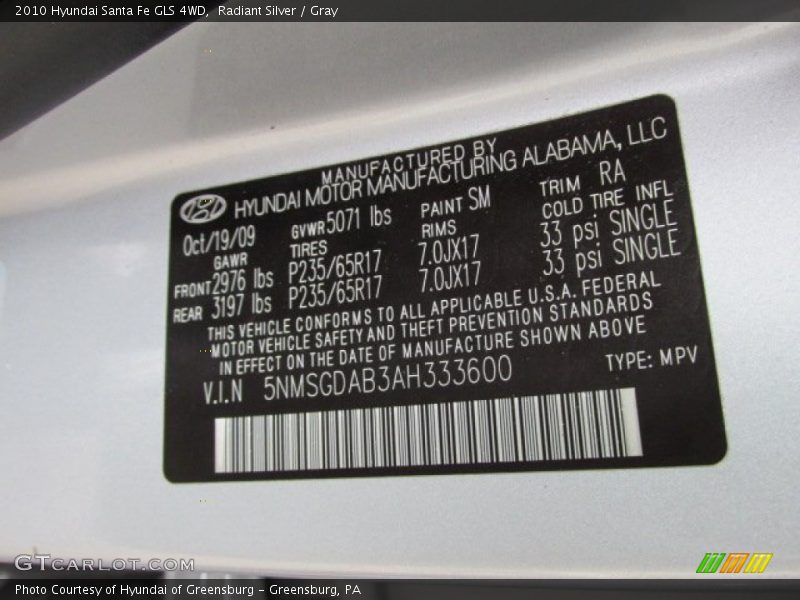 2010 Hyundai Santa Fe GLS 4WD, Radiant Silver / Gray
MANUFACTURED BY
HYUNDAI MOTOR MANUFACTURING ALABAMA, LLC
Oct/19/09 GVWR 5071 lbs PAINT SM TRIM RA
GAWR TIRES RIMS COLD TIRE INFL
FRONT 2976 lbs P235/65R17 7.0JX17 33 psi SINGLE
REAR 3197 lbs P235/65R17 7.0JX17 33 psi SINGLE
THIS VEHICLE CONFORMS TO ALL APPLICABLE U.S.A. FEDERAL
MOTOR VEHICLE SAFETY AND THEFT PREVENTION STANDARDS
IN EFFECT ON THE DATE OF MANUFACTURE SHOWN ABOVE
V.I.N 5NMSGDAB3AH333600 TYPE: MPV
GTCARLOT.COM
Photo Courtesy of Hyundai of Greensburg - Greensburg, PA